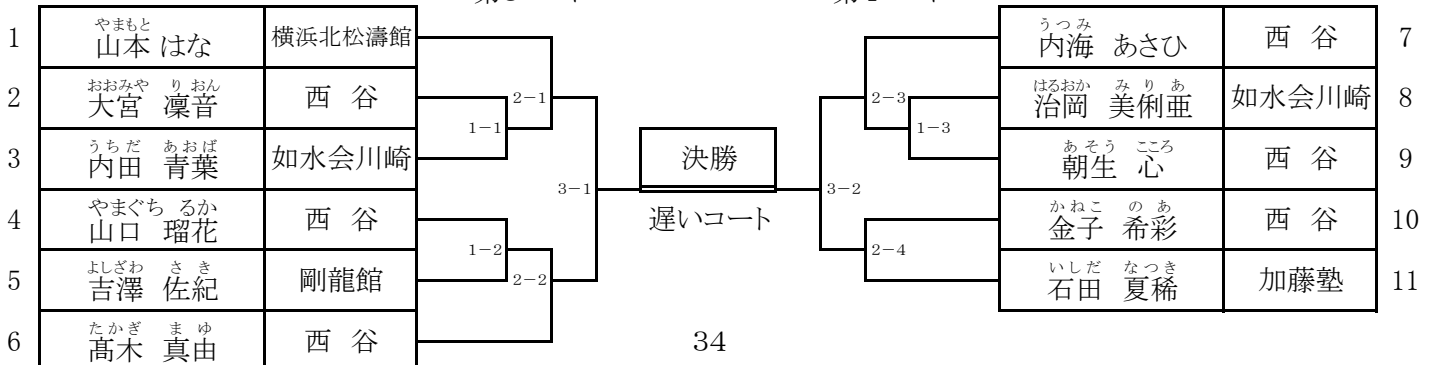 1 やまもと 山本 はな 横浜北松濤館
2 おおみや りおん 大宮 凜音 西 谷
3 うちだ あおば 内田 青葉 如水会川崎
4 やまぐち るか 山口 瑠花 西 谷
5 よしざわ さき 吉澤 佐紀 剛龍館
6 たかぎ まゆ 髙木 真由 西 谷
2-1
1-1
3-1
1-2
2-2
決勝
遅いコート
34
2-3
1-3
3-2
2-4
うつみ 内海 あさひ 西 谷 7
はるおか みりあ 治岡 美俐亜 如水会川崎 8
あそう こころ 朝生 心 西 谷 9
かねこ のあ 金子 希彩 西 谷 10
いしだ なつき 石田 夏稀 加藤塾 11